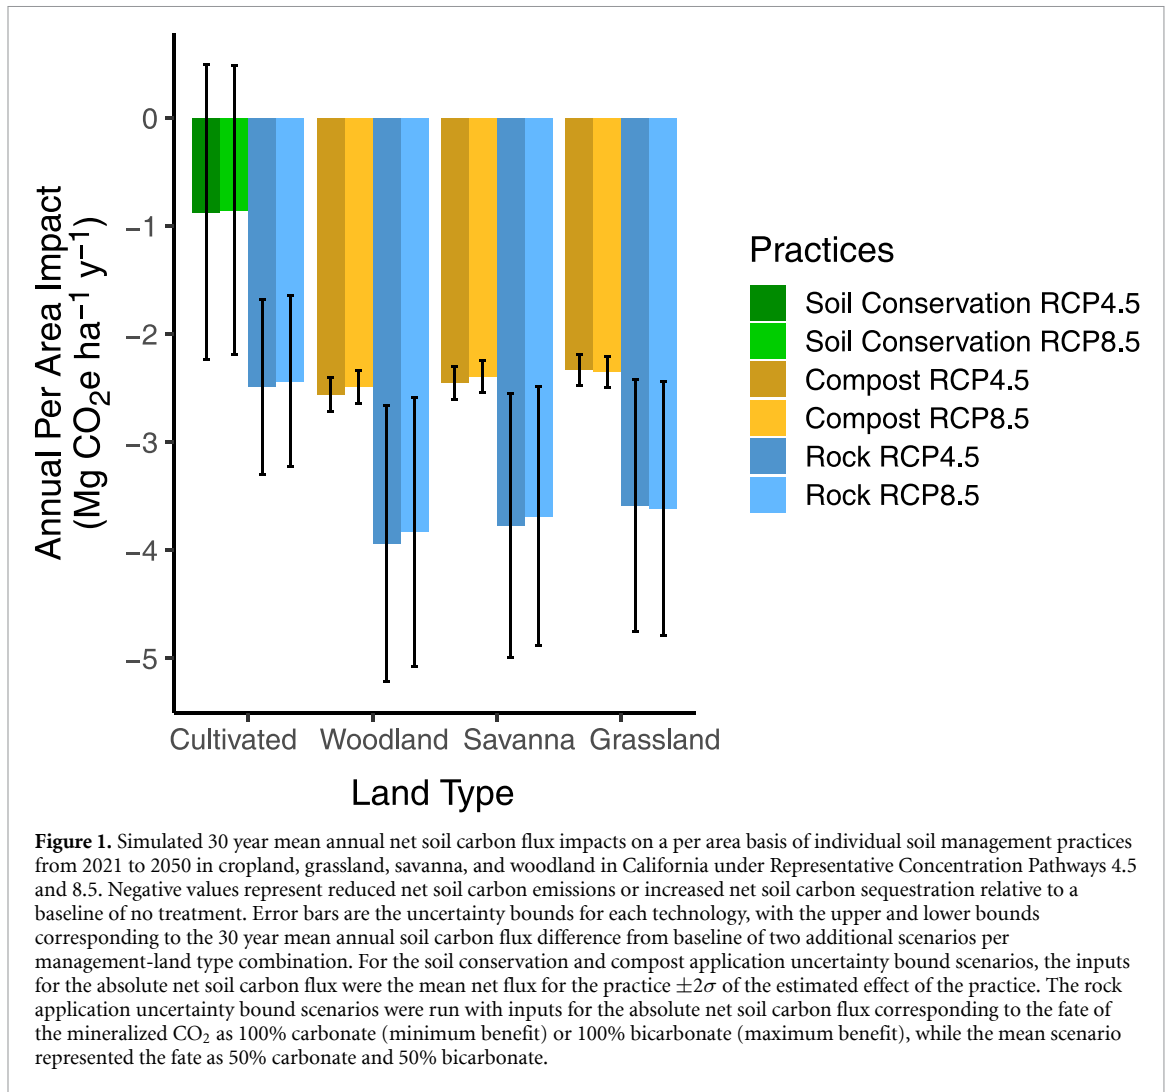 0
−1
−2
−3
−4
−5
Annual Per Area Impact
(Mg CO₂e ha⁻¹ y⁻¹)
Cultivated Woodland Savanna Grassland
Land Type
Practices
Soil Conservation RCP4.5
Soil Conservation RCP8.5
Compost RCP4.5
Compost RCP8.5
Rock RCP4.5
Rock RCP8.5
Figure 1. Simulated 30 year mean annual net soil carbon flux impacts on a per area basis of individual soil management practices
from 2021 to 2050 in cropland, grassland, savanna, and woodland in California under Representative Concentration Pathways 4.5
and 8.5. Negative values represent reduced net soil carbon emissions or increased net soil carbon sequestration relative to a
baseline of no treatment. Error bars are the uncertainty bounds for each technology, with the upper and lower bounds
corresponding to the 30 year mean annual soil carbon flux difference from baseline of two additional scenarios per
management-land type combination. For the soil conservation and compost application uncertainty bound scenarios, the inputs
for the absolute net soil carbon flux were the mean net flux for the practice ±2σ of the estimated effect of the practice. The rock
application uncertainty bound scenarios were run with inputs for the absolute net soil carbon flux corresponding to the fate of
the mineralized CO₂ as 100% carbonate (minimum benefit) or 100% bicarbonate (maximum benefit), while the mean scenario
represented the fate as 50% carbonate and 50% bicarbonate.